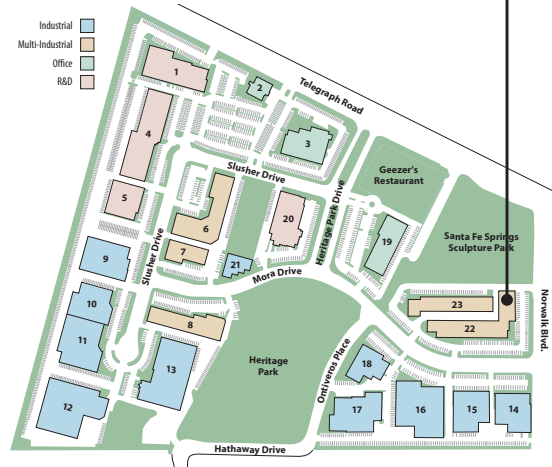 Industrial
Multi-Industrial
Office
R&D
1
2
Telegraph Road
3
4
Slusher Drive
Geezer's
Restaurant
5
6
20
Heritage Park Drive
19
Santa Fe Springs
Sculpture Park
7
9
Slusher Drive
21
Mora Drive
10
8
23
22
Norwalk Blvd.
11
13
Heritage
Park
Ontiveros Place
18
12
17
16
15
14
Hathaway Drive